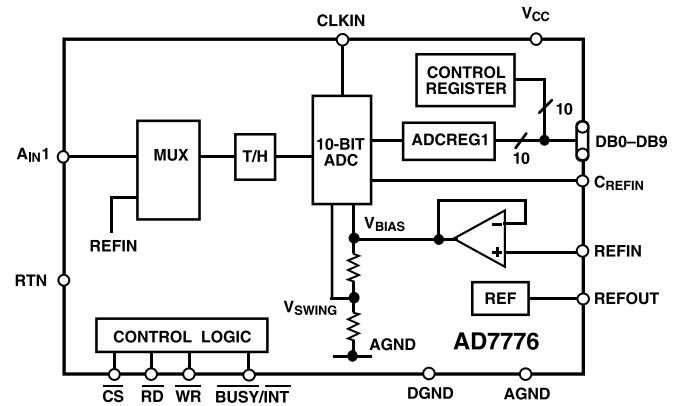 CLKIN
VCC
CONTROL
REGISTER
10
10-BIT
ADC
ADCREG1
10
DB0–DB9
AIN1
MUX
T/H
CREFIN
REFIN
VBIAS
–
+
REFIN
RTN
VSWING
REF
REFOUT
CONTROL LOGIC
AGND
AD7776
CS
RD
WR
BUSY/INT
DGND
AGND